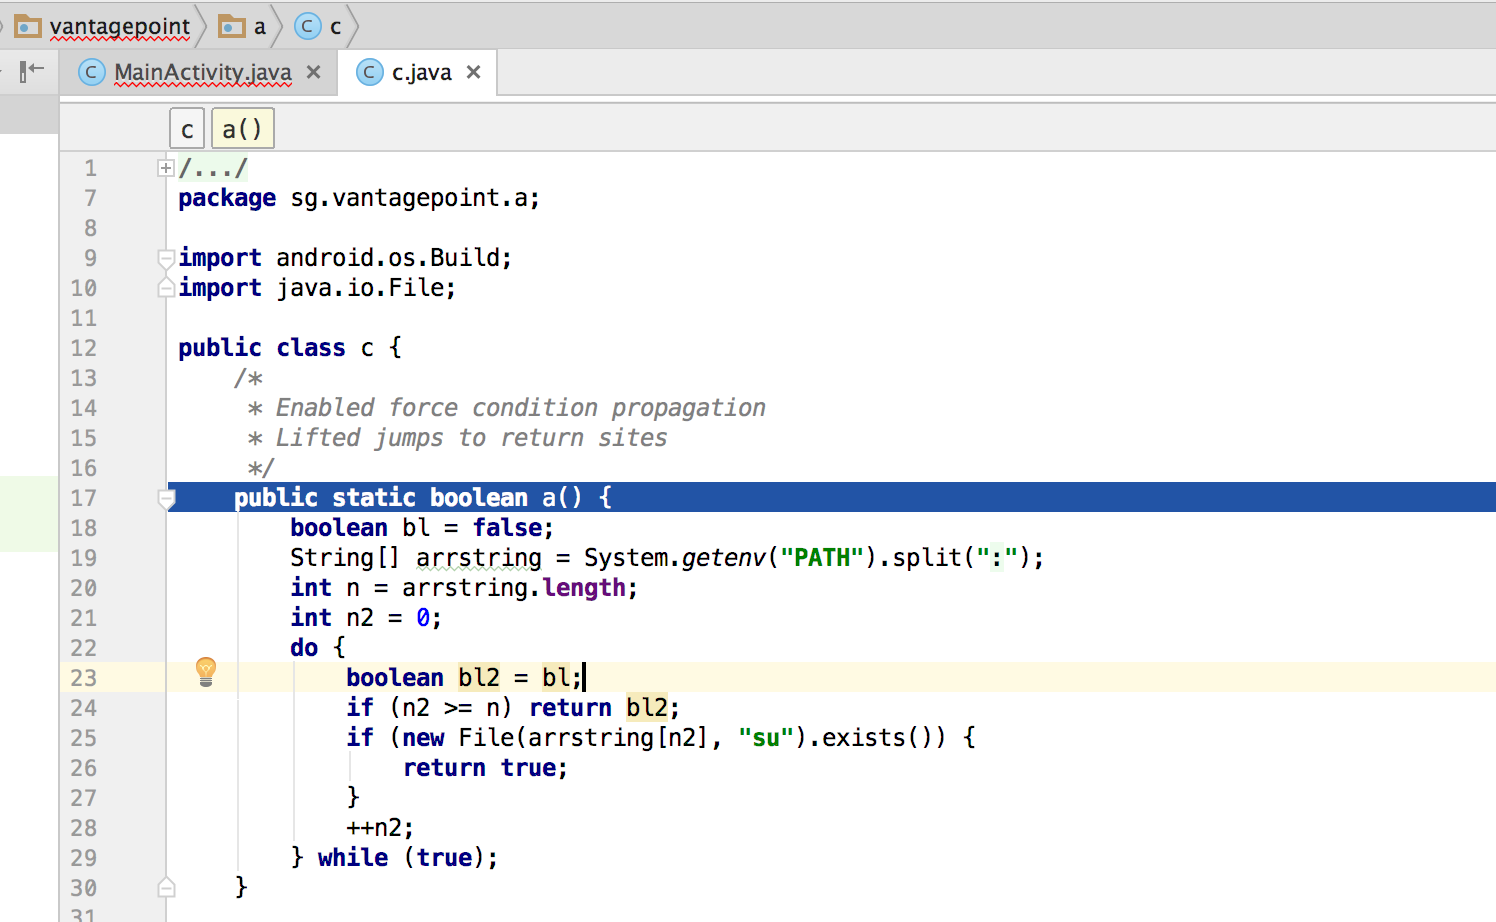 vantagepoint a C c
C MainActivity.java × C c.java ×
c a()
1 /.../
7 package sg.vantagepoint.a;
8
9 import android.os.Build;
10 import java.io.File;
11
12 public class c {
13 /*
14 * Enabled force condition propagation
15 * Lifted jumps to return sites
16 */
17 public static boolean a() {
18 boolean bl = false;
19 String[] arrstring = System.getenv("PATH").split(":");
20 int n = arrstring.length;
21 int n2 = 0;
22 do {
23 boolean bl2 = bl;
24 if (n2 >= n) return bl2;
25 if (new File(arrstring[n2], "su").exists()) {
26 return true;
27 }
28 ++n2;
29 } while (true);
30 }
31